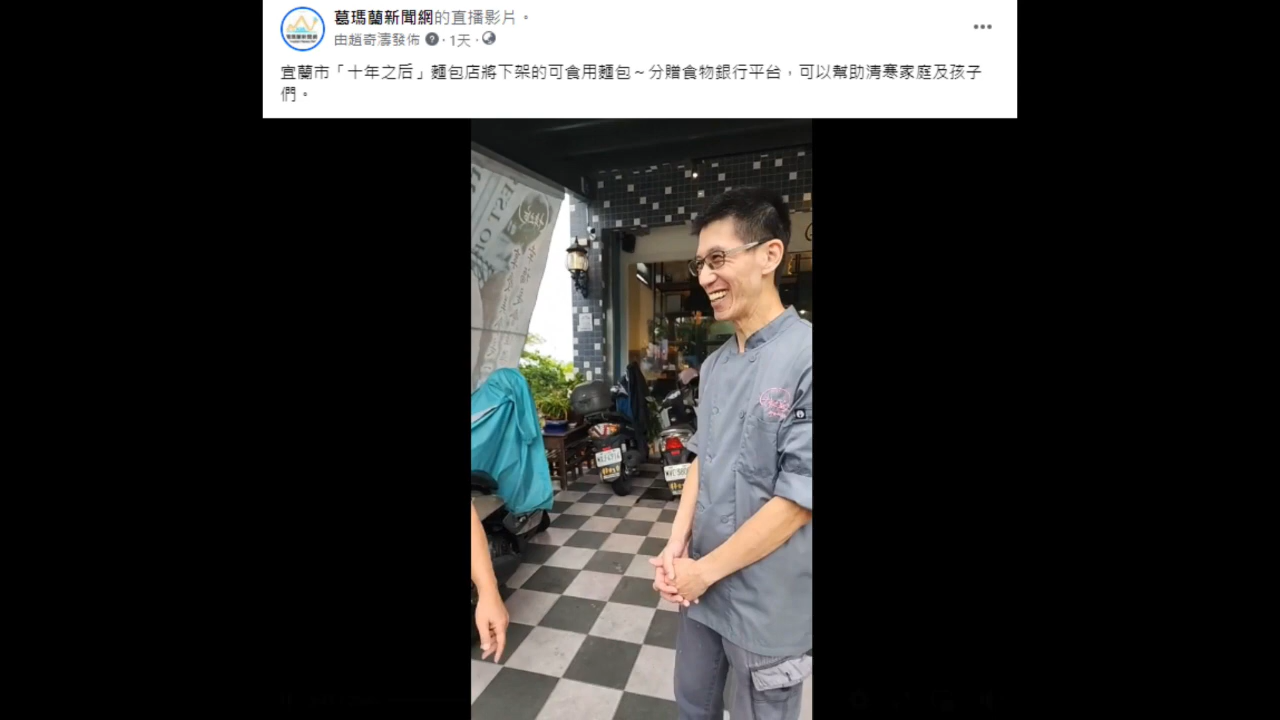 葛瑪蘭新聞網的直播影片。
由趙奇濤發佈 · 1天 ·
宜蘭市「十年之后」麵包店將下架的可食用麵包～分贈食物銀行平台，可以幫助清寒家庭及孩子
們。